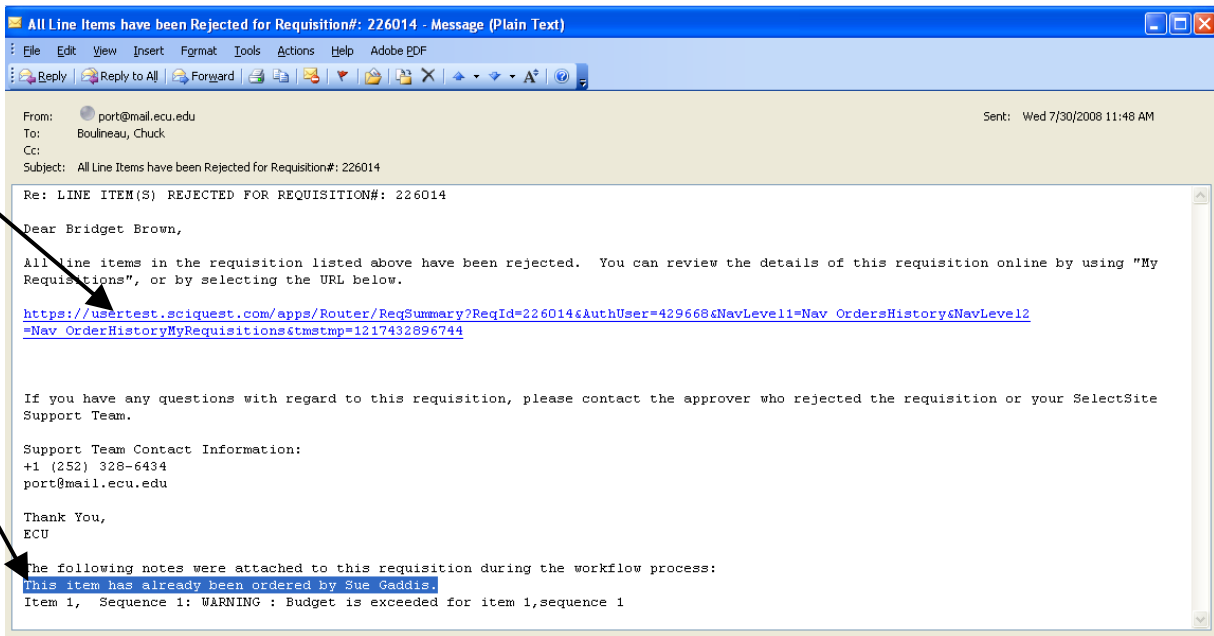 All Line Items have been Rejected for Requisition#: 226014 - Message (Plain Text)
File Edit View Insert Format Tools Actions Help Adobe PDF
Reply Reply to All Forward
From: port@mail.ecu.edu Sent: Wed 7/30/2008 11:48 AM
To: Boulineau, Chuck
Cc:
Subject: All Line Items have been Rejected for Requisition#: 226014
Re: LINE ITEM(S) REJECTED FOR REQUISITION#: 226014
Dear Bridget Brown,
All line items in the requisition listed above have been rejected. You can review the details of this requisition online by using "My
Requisitions", or by selecting the URL below.
https://usertest.sciquest.com/apps/Router/ReqSummary?ReqId=226014&AuthUser=429668&NavLevel1=Nav_OrdersHistory&NavLevel2
=Nav_OrderHistoryMyRequisitions&tmstmp=1217432896744
If you have any questions with regard to this requisition, please contact the approver who rejected the requisition or your SelectSite
Support Team.
Support Team Contact Information:
+1 (252) 328-6434
port@mail.ecu.edu
Thank You,
ECU
The following notes were attached to this requisition during the workflow process:
This item has already been ordered by Sue Gaddis.
Item 1, Sequence 1: WARNING : Budget is exceeded for item 1,sequence 1